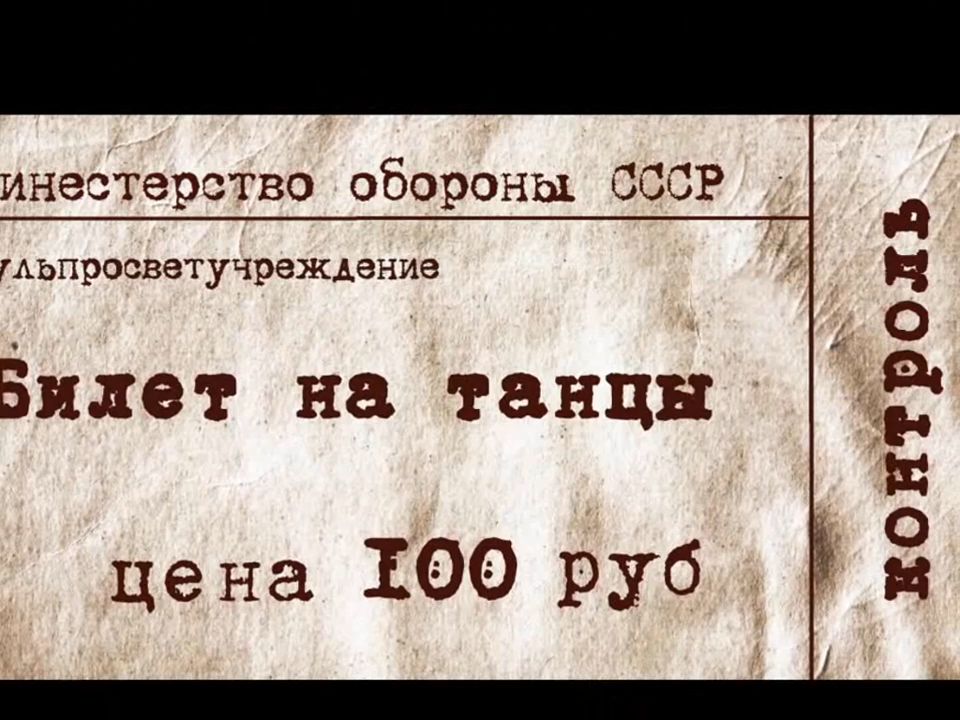 инестерство обороны СССР
ульпросветучреждение
Билет на танцы
цена 100 руб
контроль